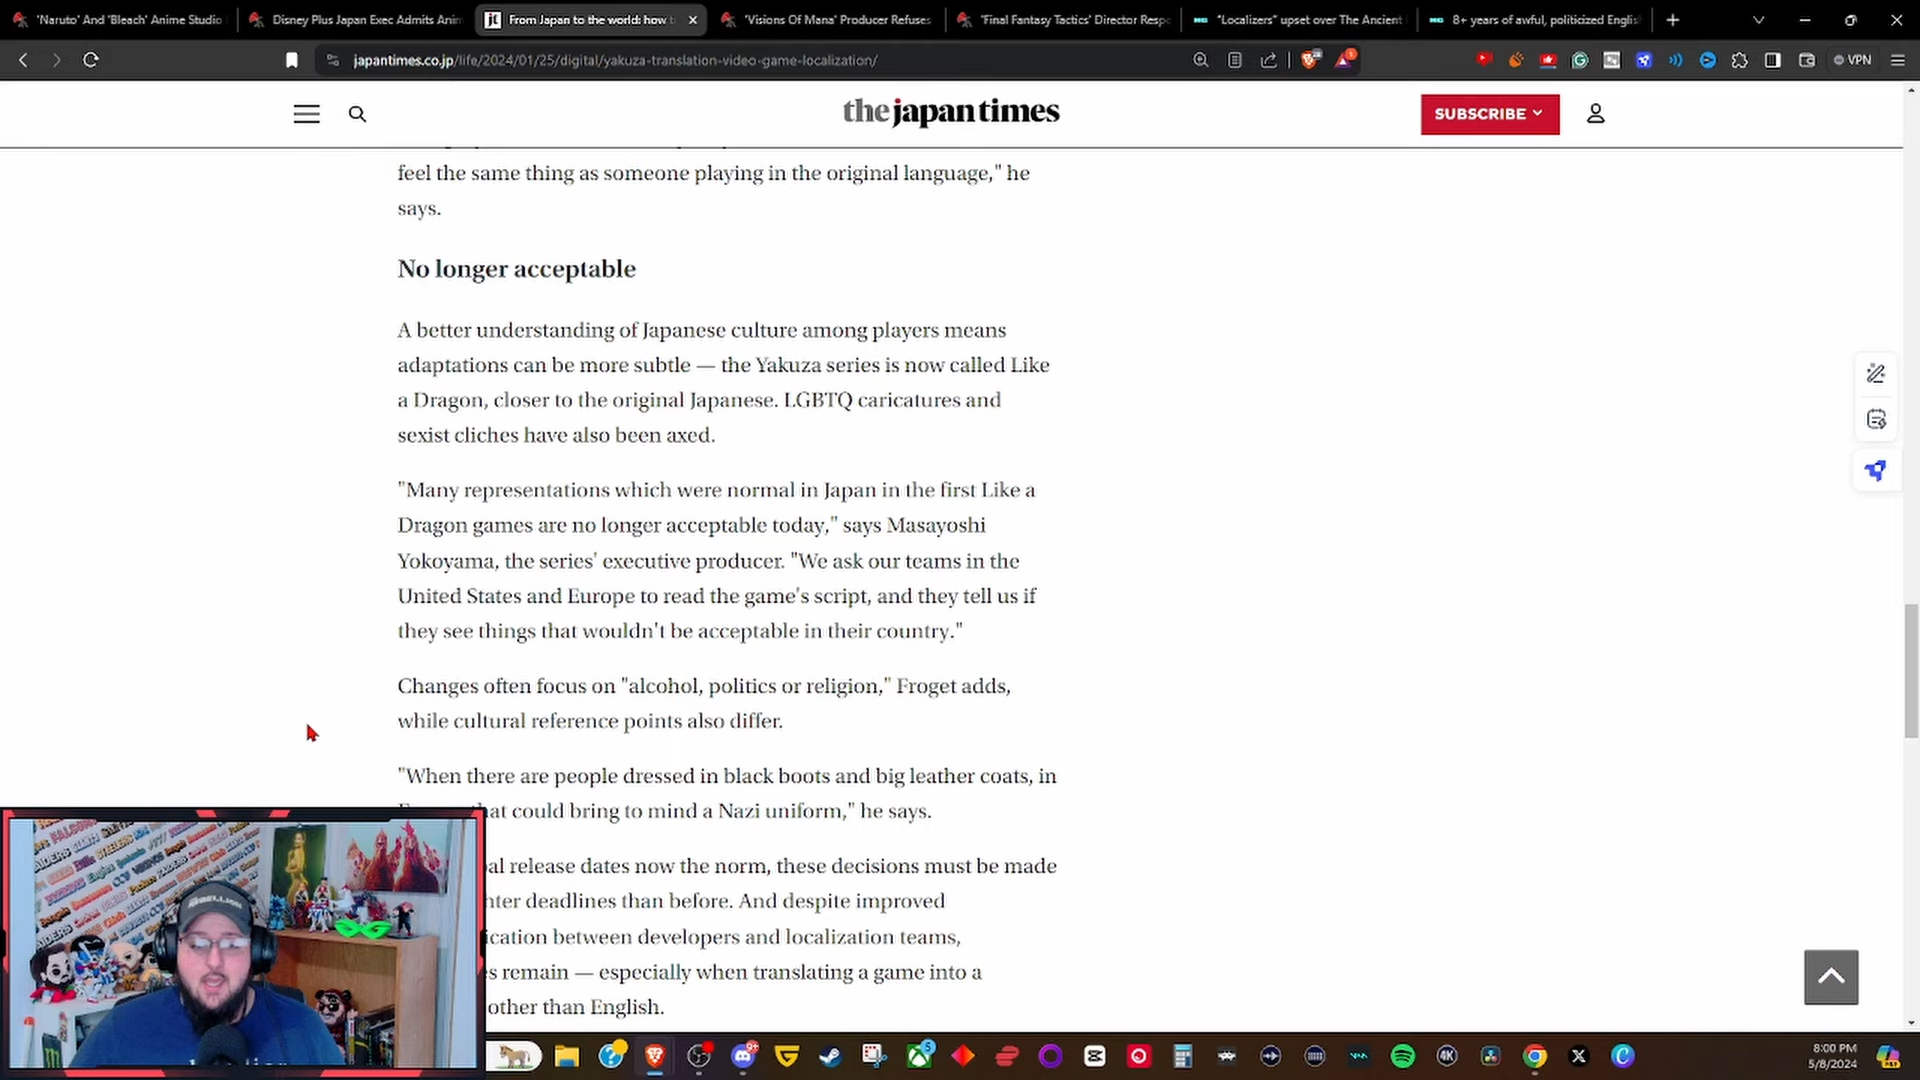 'Naruto' And 'Bleach' Anime Studio
Disney Plus Japan Exec Admits Anim
From Japan to the world: how
'Visions Of Mana' Producer Refuses
'Final Fantasy Tactics' Director Resp
"Localizers" upset over The Ancient
8+ years of awful, politicized Englis
japantimes.co.jp/life/2024/01/25/digital/yakuza-translation-video-game-localization/
VPN
the japan times
SUBSCRIBE
feel the same thing as someone playing in the original language," he
says.
No longer acceptable
A better understanding of Japanese culture among players means
adaptations can be more subtle — the Yakuza series is now called Like
a Dragon, closer to the original Japanese. LGBTQ caricatures and
sexist cliches have also been axed.
"Many representations which were normal in Japan in the first Like a
Dragon games are no longer acceptable today," says Masayoshi
Yokoyama, the series' executive producer. "We ask our teams in the
United States and Europe to read the game's script, and they tell us if
they see things that wouldn't be acceptable in their country."
Changes often focus on "alcohol, politics or religion," Froget adds,
while cultural reference points also differ.
"When there are people dressed in black boots and big leather coats, in
that could bring to mind a Nazi uniform," he says.
release dates now the norm, these decisions must be made
deadlines than before. And despite improved
between developers and localization teams,
remain — especially when translating a game into a
other than English.
8:00 PM
5/8/2024